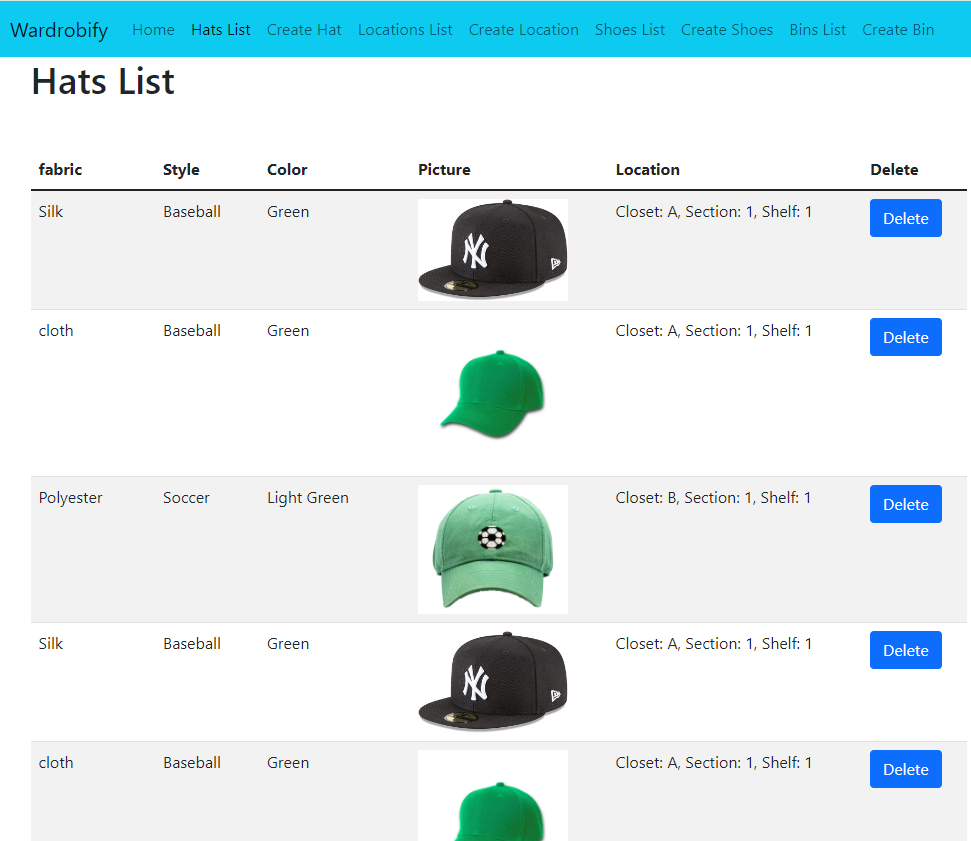 Wardrobify Home Hats List Create Hat Locations List Create Location Shoes List Create Shoes Bins List Create Bin
Hats List
fabric Style Color Picture Location Delete
Silk Baseball Green Closet: A, Section: 1, Shelf: 1 Delete
NY
cloth Baseball Green Closet: A, Section: 1, Shelf: 1 Delete
Polyester Soccer Light Green Closet: B, Section: 1, Shelf: 1 Delete
Silk Baseball Green Closet: A, Section: 1, Shelf: 1 Delete
NY
cloth Baseball Green Closet: A, Section: 1, Shelf: 1 Delete